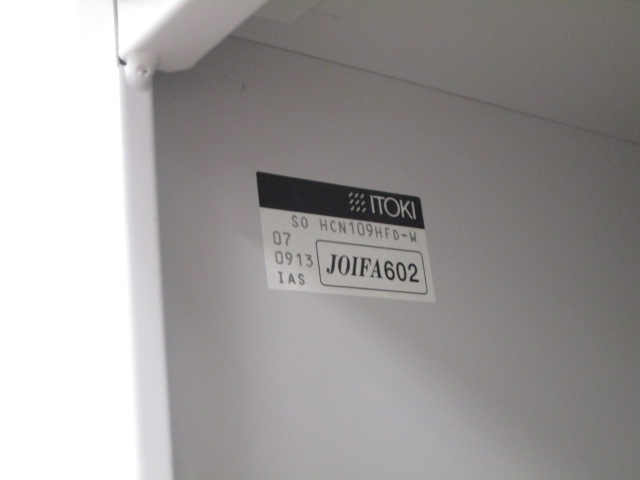 ITOKI
SO HCN109HFD-W
07
0913
IAS
JOIFA602